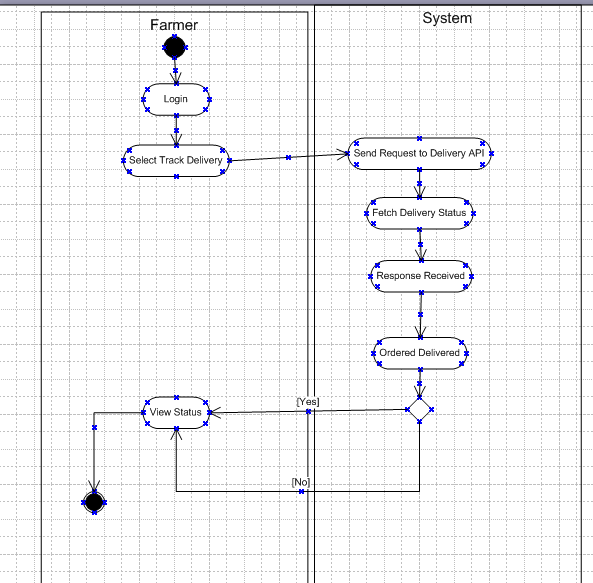 Farmer
System
Login
Select Track Delivery
Send Request to Delivery API
Fetch Delivery Status
Response Received
Ordered Delivered
[Yes]
View Status
[No]